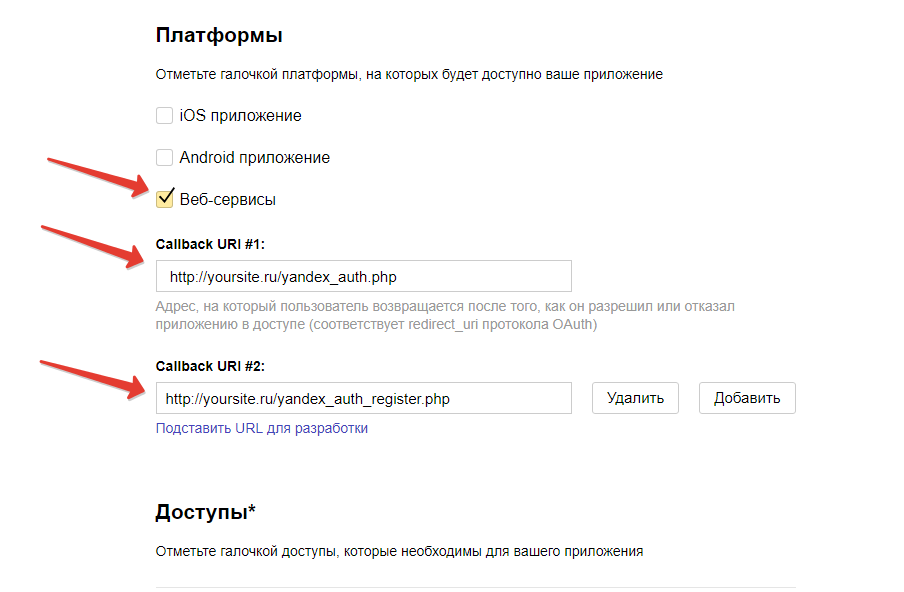 Платформы
Отметьте галочкой платформы, на которых будет доступно ваше приложение
iOS приложение
Android приложение
Веб-сервисы
Callback URI #1:
http://yoursite.ru/yandex_auth.php
Адрес, на который пользователь возвращается после того, как он разрешил или отказал
приложению в доступе (соответствует redirect_uri протокола OAuth)
Callback URI #2:
http://yoursite.ru/yandex_auth_register.php Удалить Добавить
Подставить URL для разработки
Доступы*
Отметьте галочкой доступы, которые необходимы для вашего приложения